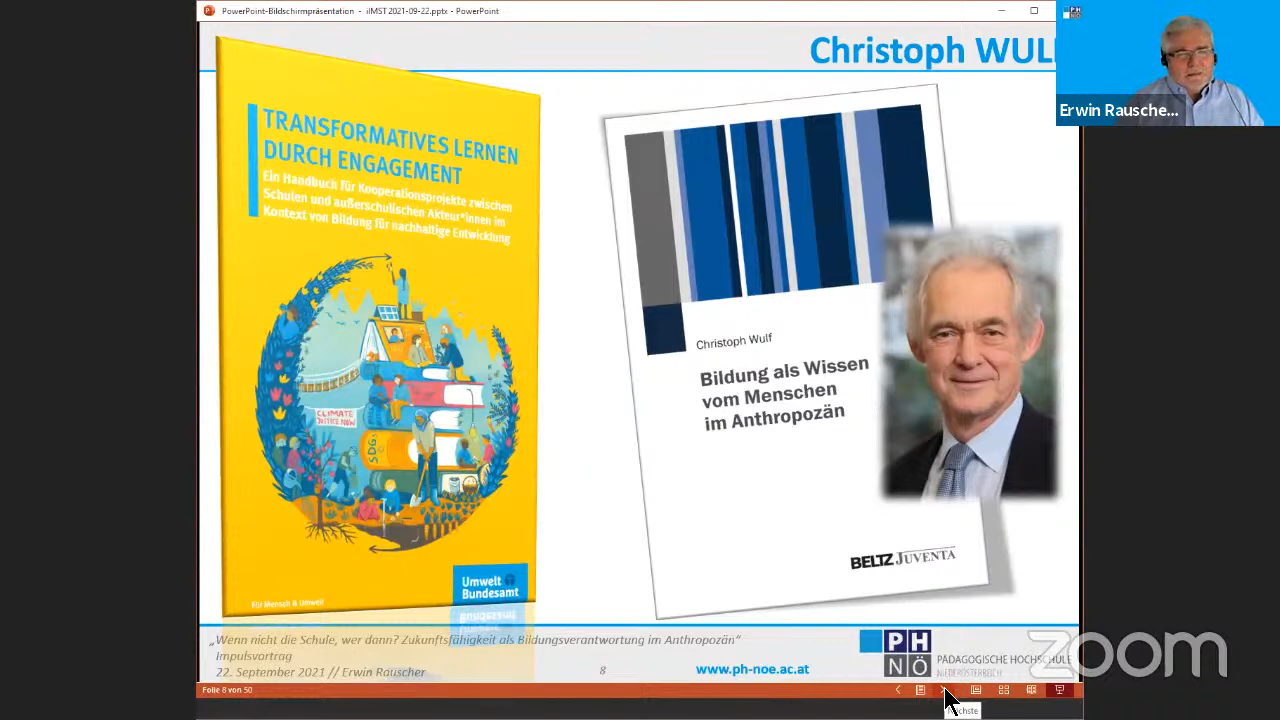 PowerPoint-Bildschirmpräsentation - iIMST 2021-09-22.pptx - PowerPoint
Christoph WUL
Erwin Rausche...
TRANSFORMATIVES LERNEN
DURCH ENGAGEMENT
Ein Handbuch für Kooperationsprojekte zwischen
Schulen und außerschulischen Akteur*innen im
Kontext von Bildung für nachhaltige Entwicklung
CLIMATE
JUSTICE NOW
SDGs
Für Mensch & Umwelt
Umwelt
Bundesamt
Christoph Wulf
Bildung als Wissen
vom Menschen
im Anthropozän
BELTZ JUVENTA
„Wenn nicht die Schule, wer dann? Zukunftsfähigkeit als Bildungsverantwortung im Anthropozän“
Impulsvortrag
22. September 2021 // Erwin Rauscher
8
www.ph-noe.ac.at
PH
NÖ
PÄDAGOGISCHE HOCHSCHULE
NIEDERÖSTERREICH
zoom
Folie 8 von 50